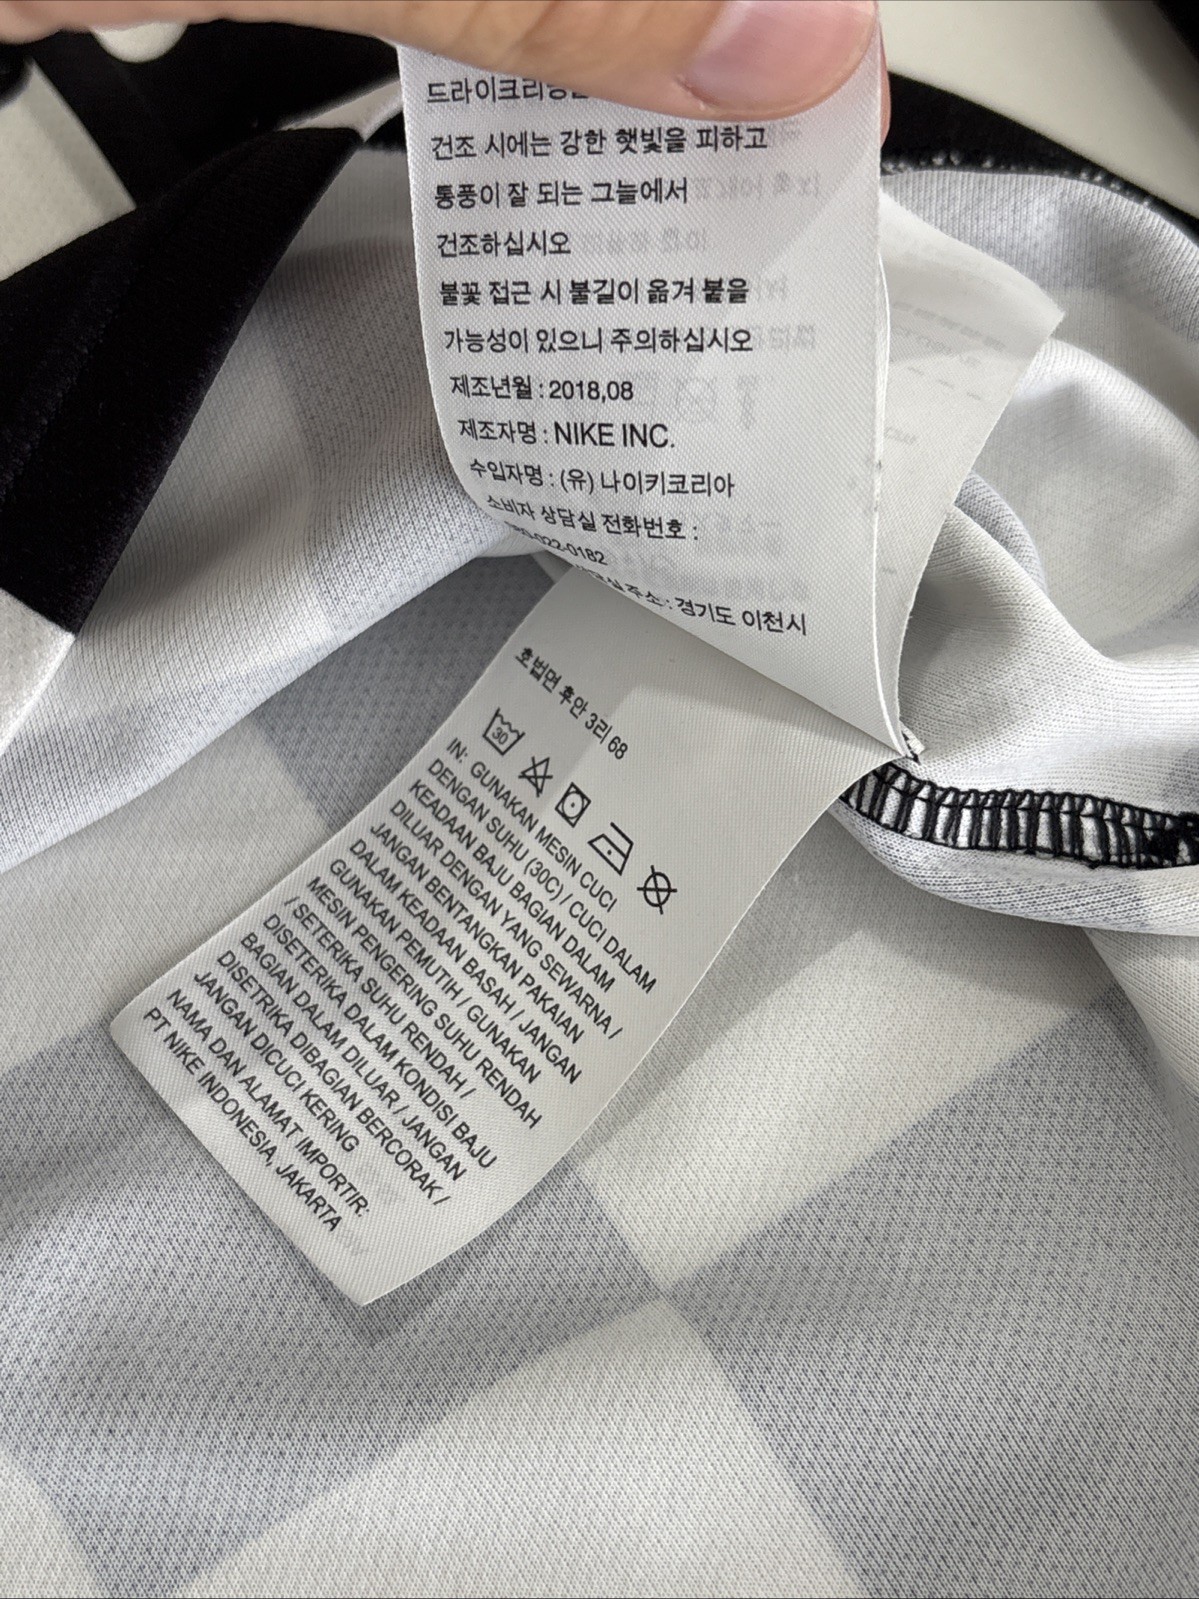 건조 시에는 강한 햇빛을 피하고
통풍이 잘 되는 그늘에서
건조하십시오
불꽃 접근 시 불길이 옮겨 붙을
가능성이 있으니 주의하십시오
제조년월 : 2018,08
제조자명 : NIKE INC.
수입자명 : (유) 나이키코리아
소비자 상담실 전화번호 :
022-0182
경기도 이천시
호법면 후안 3리 68
30
IN: GUNAKAN MESIN CUCI
DENGAN SUHU (30C) / CUCI DALAM
KEADAAN BAJU BAGIAN DALAM
DILUAR DENGAN YANG SEWARNA /
JANGAN BENTANGKAN PAKAIAN
DALAM KEADAAN BASAH / JANGAN
GUNAKAN PEMUTIH / GUNAKAN
MESIN PENGERING SUHU RENDAH
/ SETERIKA SUHU RENDAH /
DISETERIKA DALAM KONDISI BAJU
BAGIAN DALAM DILUAR / JANGAN
DISETRIKA DIBAGIAN BERCORAK /
JANGAN DICUCI KERING
NAMA DAN ALAMAT IMPORTIR:
PT NIKE INDONESIA, JAKARTA